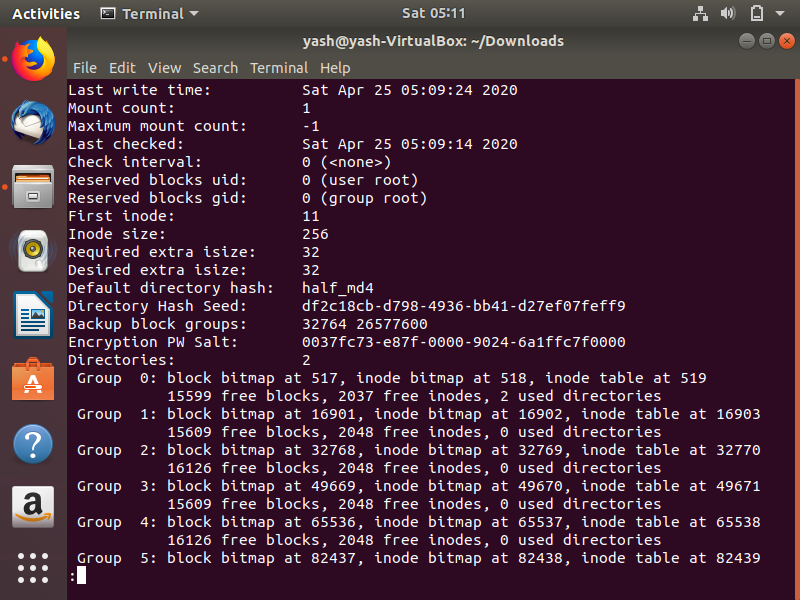 Activities Terminal Sat 05:11
yash@yash-VirtualBox: ~/Downloads
File Edit View Search Terminal Help
Last write time:          Sat Apr 25 05:09:24 2020
Mount count:              1
Maximum mount count:      -1
Last checked:             Sat Apr 25 05:09:14 2020
Check interval:           0 (<none>)
Reserved blocks uid:      0 (user root)
Reserved blocks gid:      0 (group root)
First inode:              11
Inode size:               256
Required extra isize:     32
Desired extra isize:      32
Default directory hash:   half_md4
Directory Hash Seed:      df2c18cb-d798-4936-bb41-d27ef07feff9
Backup block groups:      32764 26577600
Encryption PW Salt:       0037fc73-e87f-0000-9024-6a1ffc7f0000
Directories:              2
 Group  0: block bitmap at 517, inode bitmap at 518, inode table at 519
           15599 free blocks, 2037 free inodes, 2 used directories
 Group  1: block bitmap at 16901, inode bitmap at 16902, inode table at 16903
           15609 free blocks, 2048 free inodes, 0 used directories
 Group  2: block bitmap at 32768, inode bitmap at 32769, inode table at 32770
           16126 free blocks, 2048 free inodes, 0 used directories
 Group  3: block bitmap at 49669, inode bitmap at 49670, inode table at 49671
           15609 free blocks, 2048 free inodes, 0 used directories
 Group  4: block bitmap at 65536, inode bitmap at 65537, inode table at 65538
           16126 free blocks, 2048 free inodes, 0 used directories
 Group  5: block bitmap at 82437, inode bitmap at 82438, inode table at 82439
: